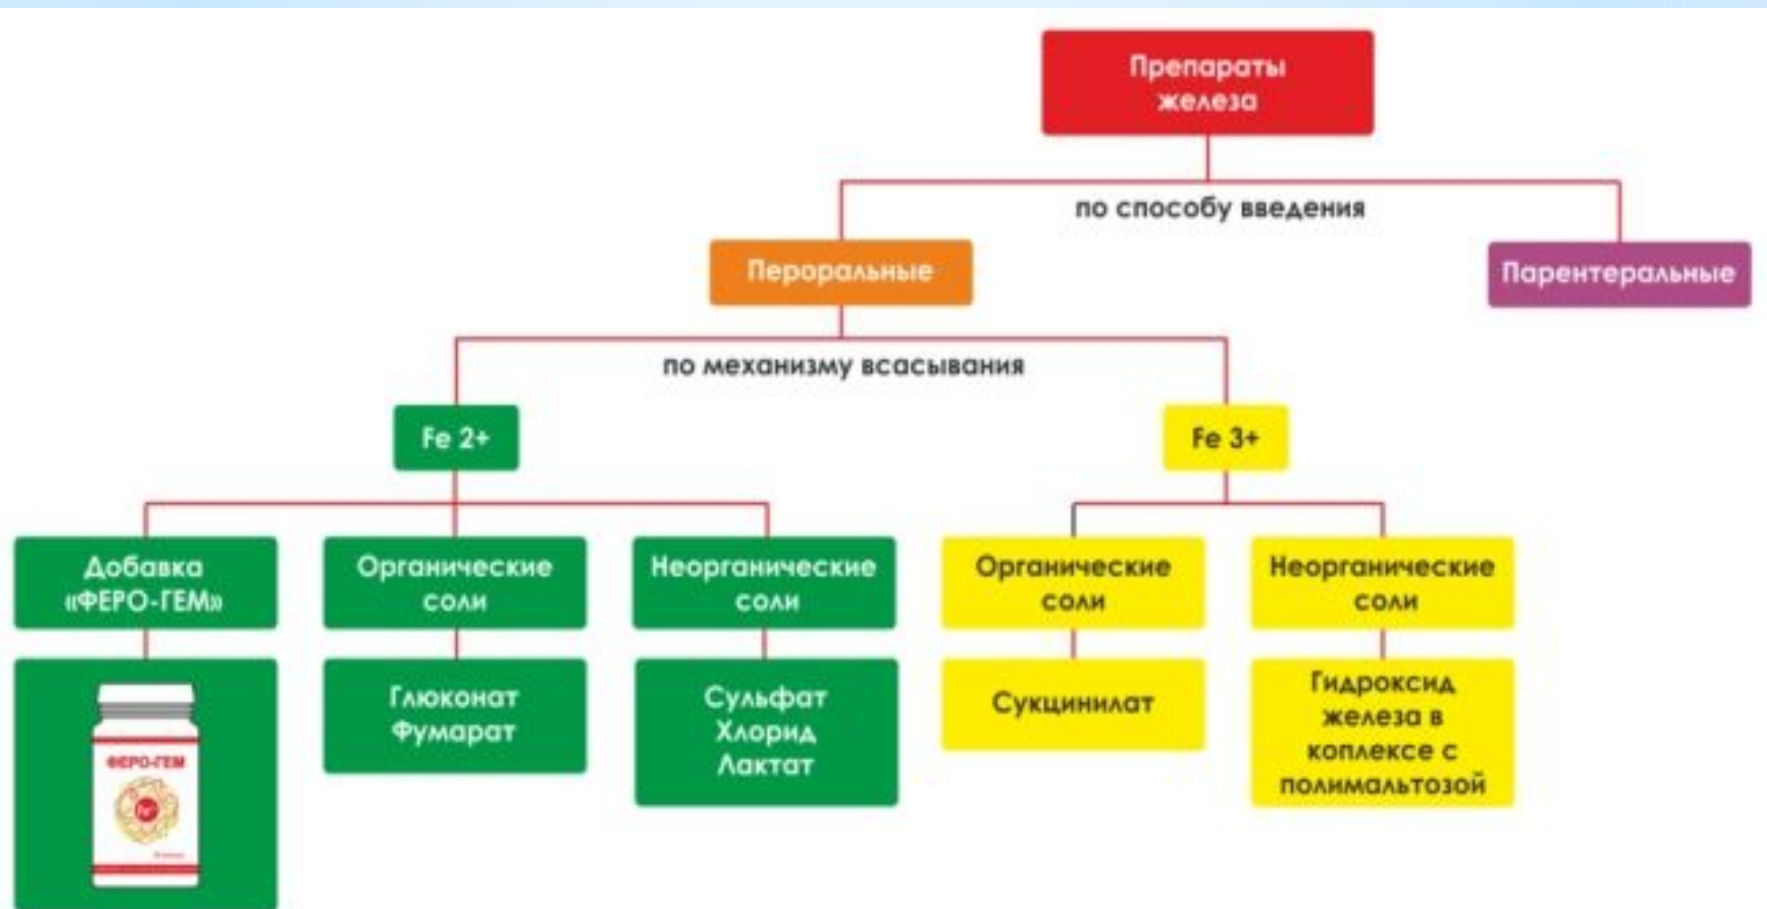 Препараты
железа
по способу введения
Пероральные
Парентеральные
по механизму всасывания
Fe 2+
Fe 3+
Добавка
«ФЕРО-ГЕМ»
Органические
соли
Неорганические
соли
Органические
соли
Неорганические
соли
ФЕРО-ГЕМ
Глюконат
Фумарат
Сульфат
Хлорид
Лактат
Сукцинилат
Гидроксид
железа в
коплексе с
полимальтозой